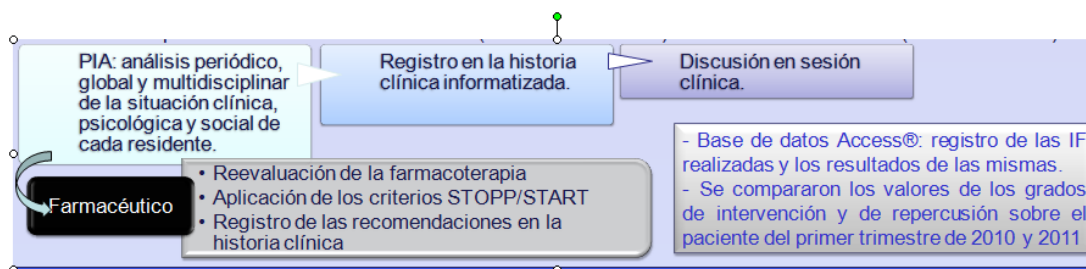 PIA: análisis periódico,
global y multidisciplinar
de la situación clínica,
psicológica y social de
cada residente.
Registro en la historia
clínica informatizada.
Discusión en sesión
clínica.
Farmacéutico
• Reevaluación de la farmacoterapia
• Aplicación de los criterios STOPP/START
• Registro de las recomendaciones en la
historia clínica
- Base de datos Access®: registro de las IF
realizadas y los resultados de las mismas.
- Se compararon los valores de los grados
de intervención y de repercusión sobre el
paciente del primer trimestre de 2010 y 2011